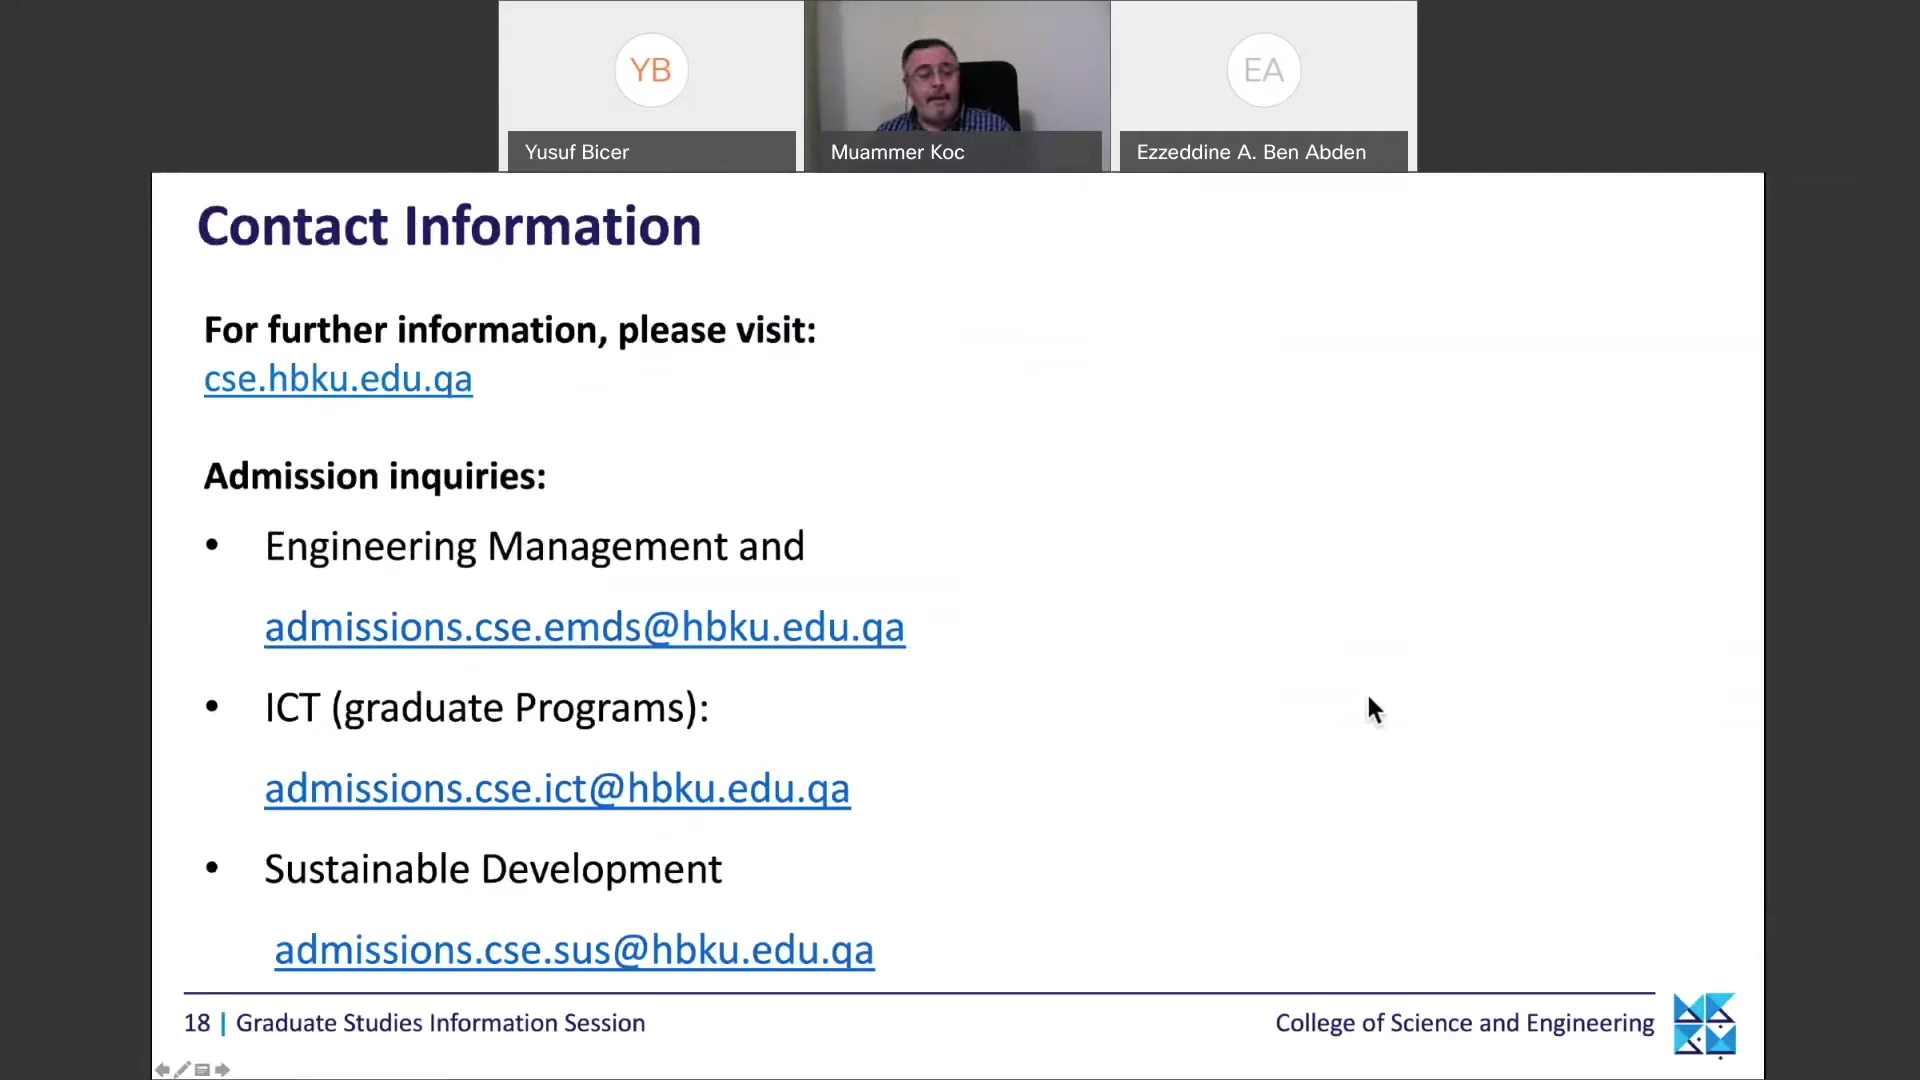 YB
EA
Yusuf Bicer
Muammer Koc
Ezzeddine A. Ben Abden
Contact Information
For further information, please visit:
cse.hbku.edu.qa
Admission inquiries:
• Engineering Management and
admissions.cse.emds@hbku.edu.qa
• ICT (graduate Programs):
admissions.cse.ict@hbku.edu.qa
• Sustainable Development
admissions.cse.sus@hbku.edu.qa
18 | Graduate Studies Information Session
College of Science and Engineering